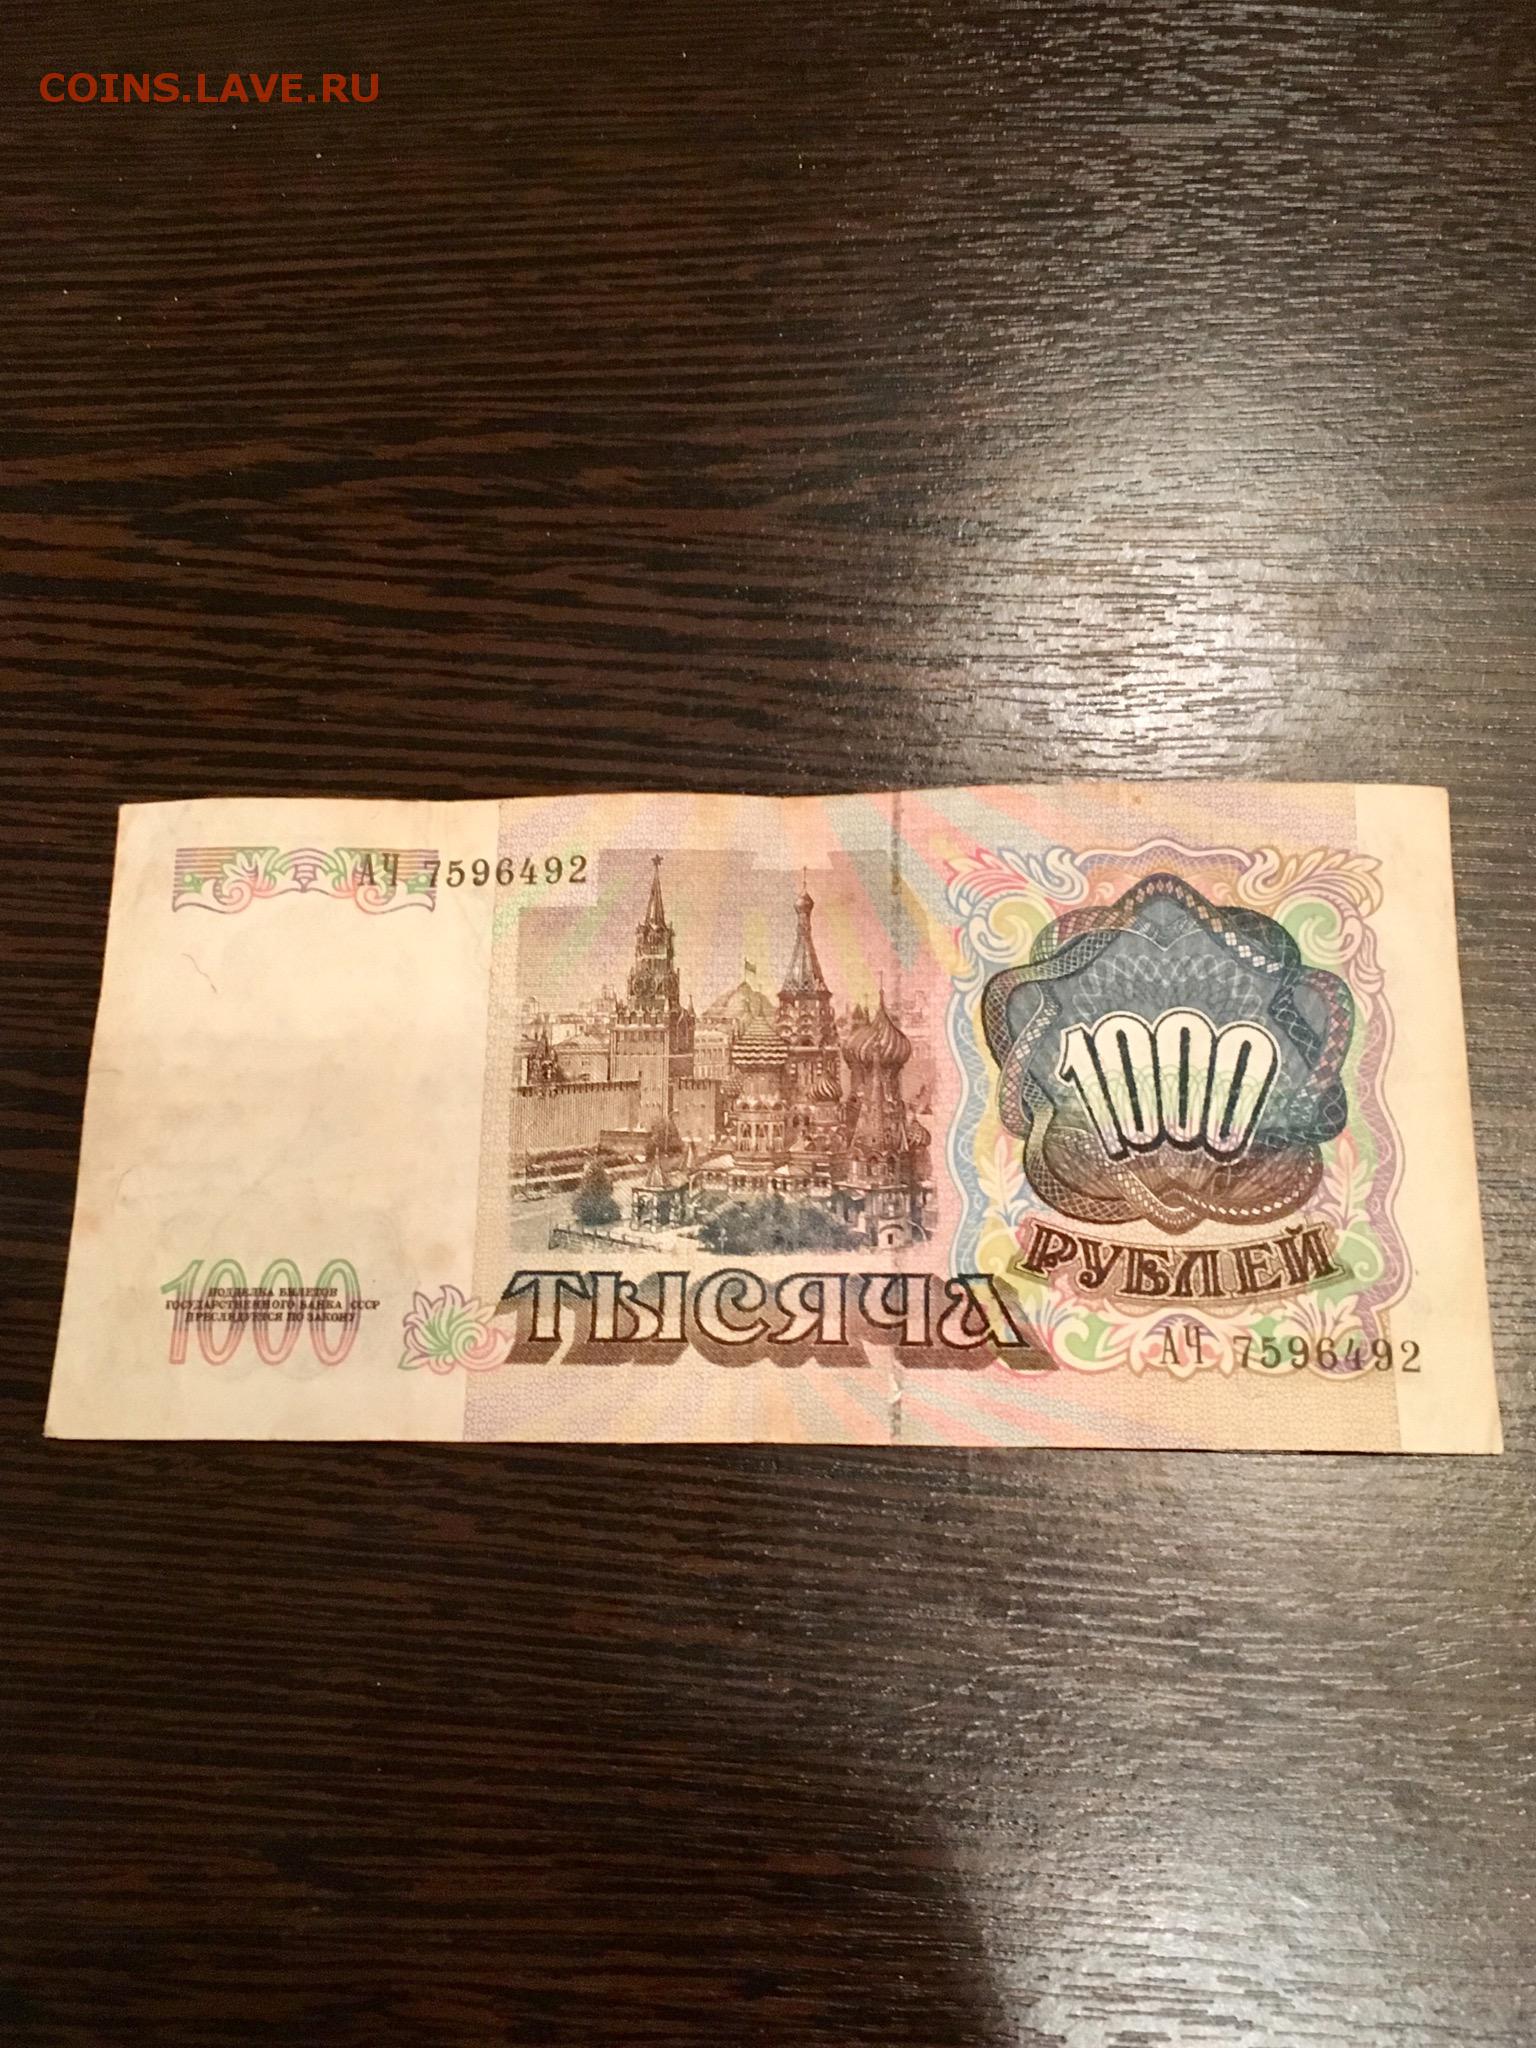 COINS.LAVE.RU
АЧ 7596492
1000
1000
ПОДДЕЛКА БИЛЕТОВ
ГОСУДАРСТВЕННОГО БАНКА СССР
ПРЕСЛЕДУЕТСЯ ПО ЗАКОНУ
ТЫСЯЧА
РУБЛЕЙ
АЧ 7596492